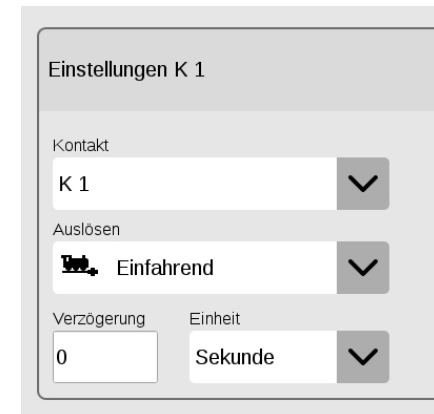 Einstellungen K 1
Kontakt
K 1
Auslösen
Einfahrend
Verzögerung Einheit
0 Sekunde